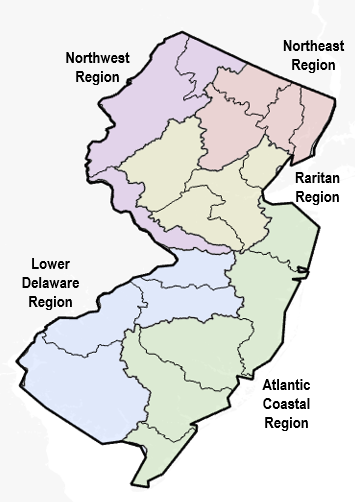 Northwest
Region
Northeast
Region
Raritan
Region
Lower
Delaware
Region
Atlantic
Coastal
Region